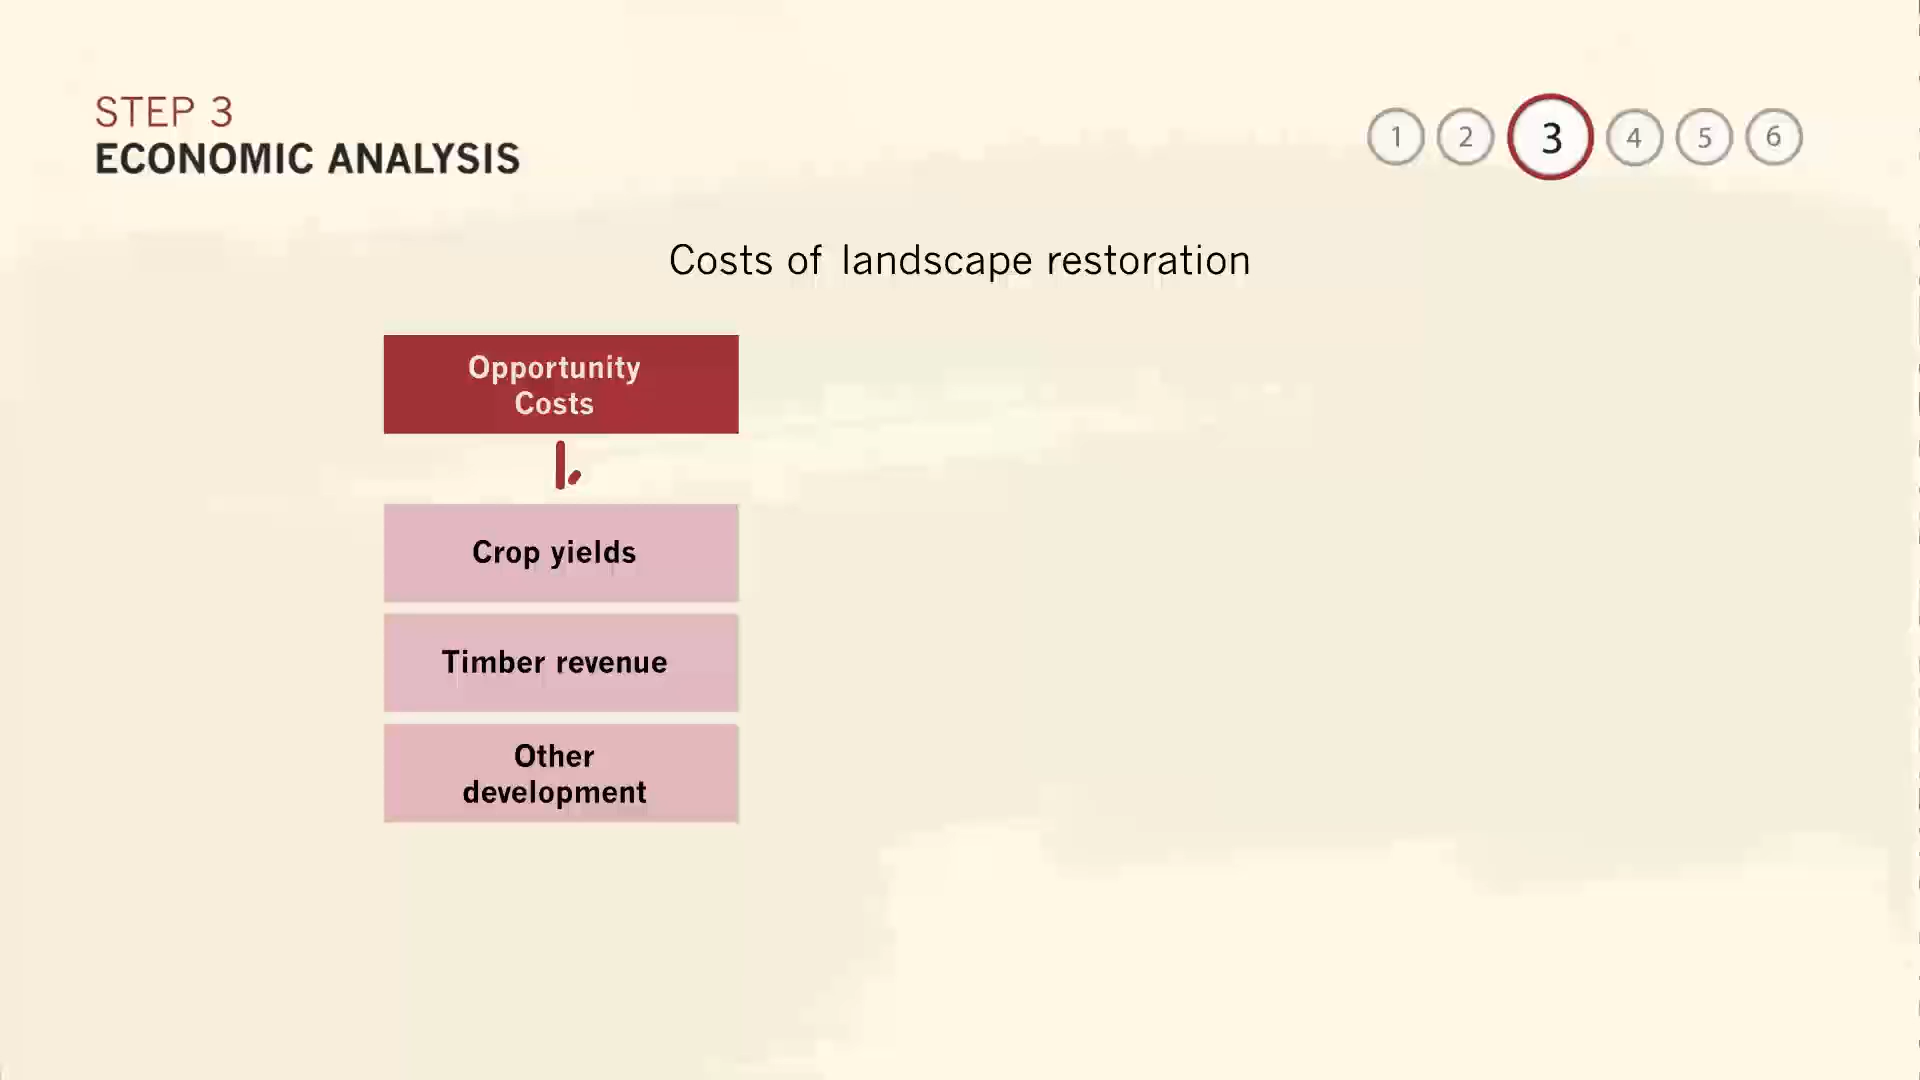 STEP 3
ECONOMIC ANALYSIS
1 2 3 4 5 6
Costs of landscape restoration
Opportunity
Costs
Crop yields
Timber revenue
Other
development